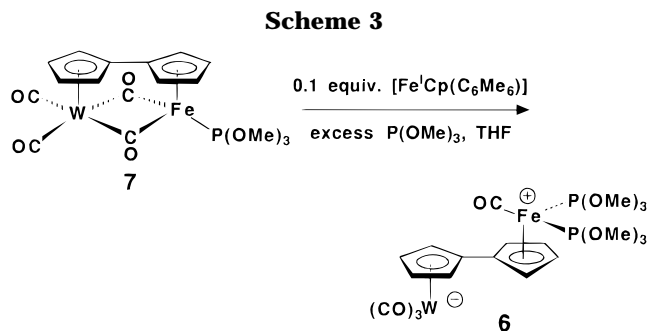 Scheme 3
O
C
OC
W
Fe
OC
C
O
P(OMe)₃
7
0.1 equiv. [FeᴵCp(C₆Me₆)]
excess P(OMe)₃, THF
OC
Fe
+
P(OMe)₃
P(OMe)₃
(CO)₃W
−
6